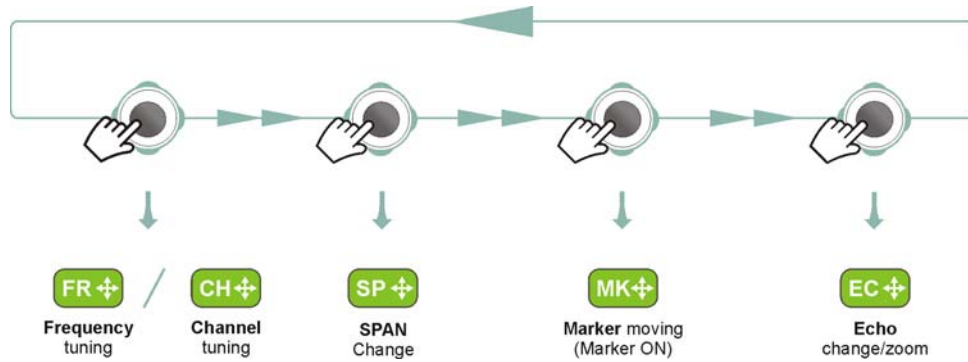 FR / CH SP MK EC
Frequency Channel SPAN Marker moving Echo
tuning tuning Change (Marker ON) change/zoom